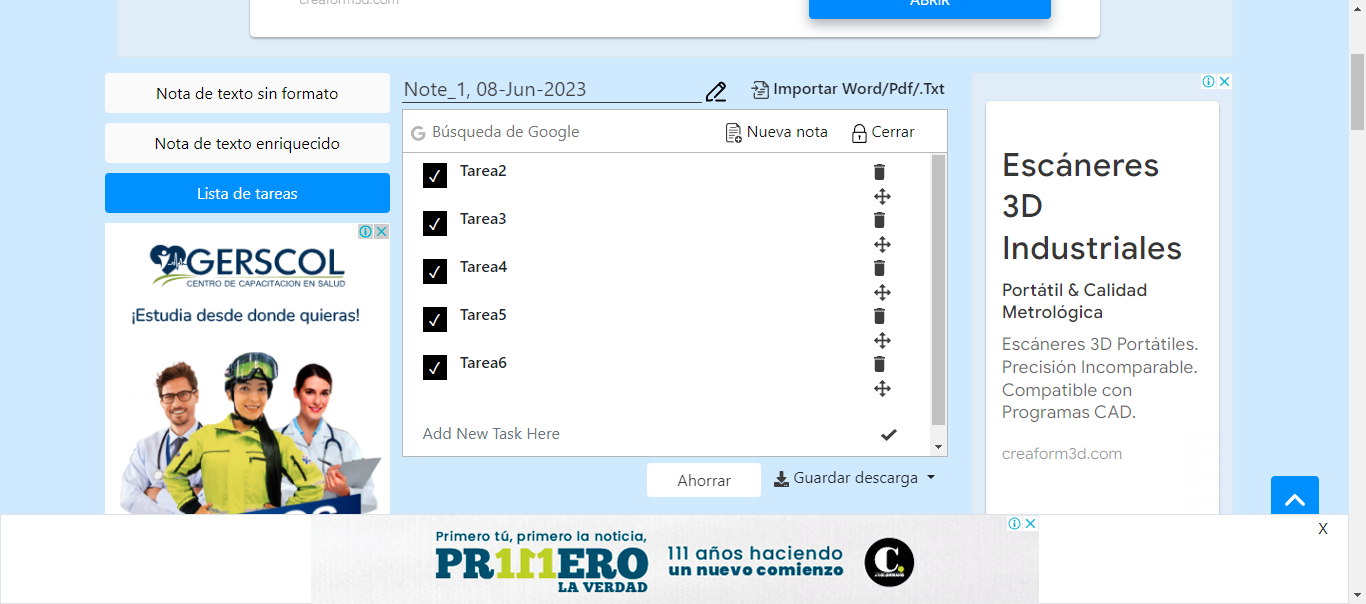 creaform3d.com
ABRIR
Nota de texto sin formato
Nota de texto enriquecido
Lista de tareas
GERSCOL
CENTRO DE CAPACITACION EN SALUD
¡Estudia desde donde quieras!
Note_1, 08-Jun-2023
Importar Word/Pdf/.Txt
G Búsqueda de Google
Nueva nota
Cerrar
Tarea2
Tarea3
Tarea4
Tarea5
Tarea6
Add New Task Here
Ahorrar
Guardar descarga
Escáneres
3D
Industriales
Portátil & Calidad
Metrológica
Escáneres 3D Portátiles.
Precisión Incomparable.
Compatible con
Programas CAD.
creaform3d.com
X
Primero tú, primero la noticia,
PR1M1ERO
LA VERDAD
111 años haciendo
un nuevo comienzo
C.